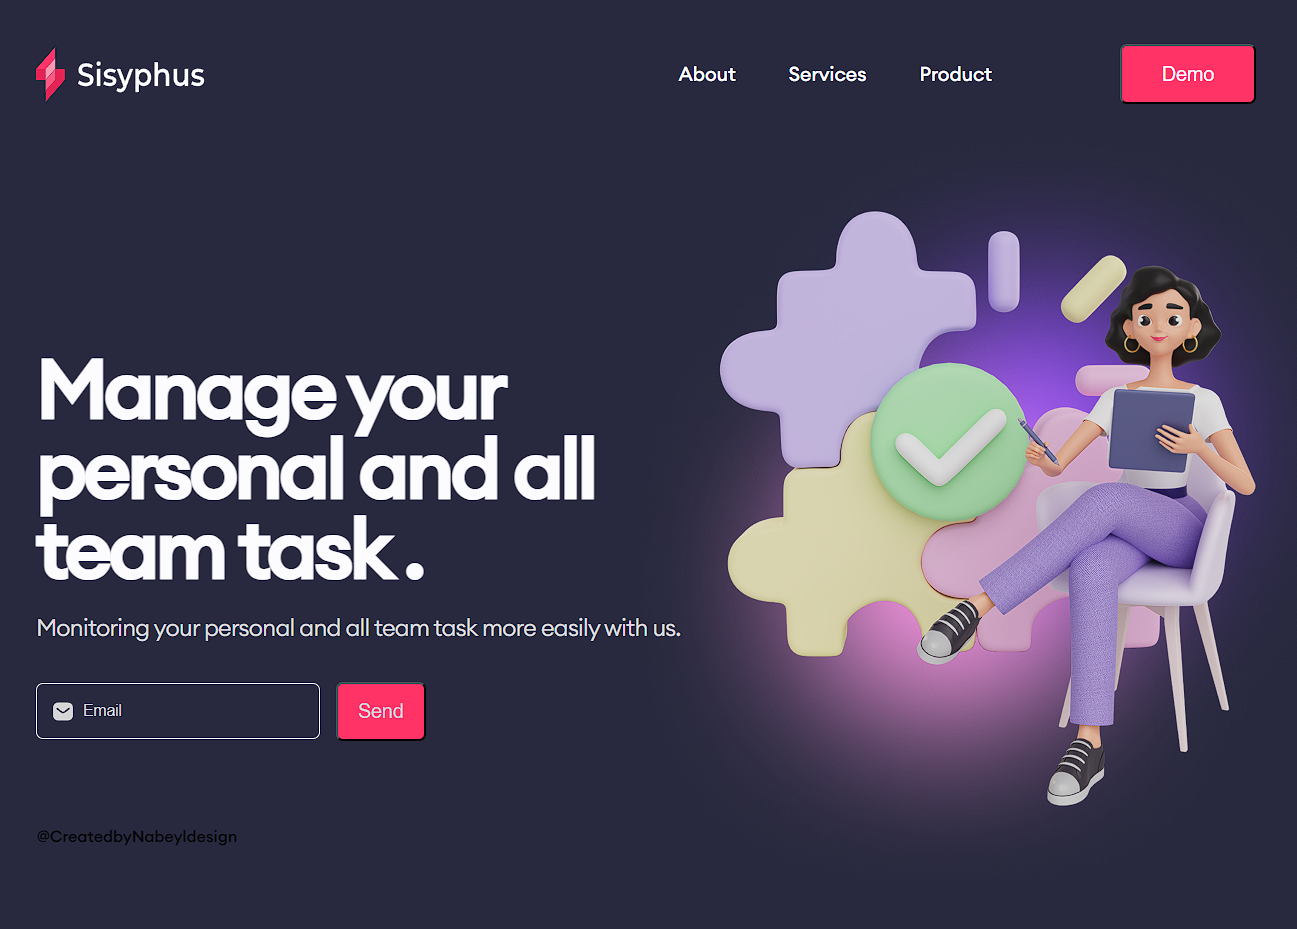 Sisyphus
About Services Product Demo
Manage your
personal and all
team task.
Monitoring your personal and all team task more easily with us.
Email
Send
@CreatedbyNabeyldesign